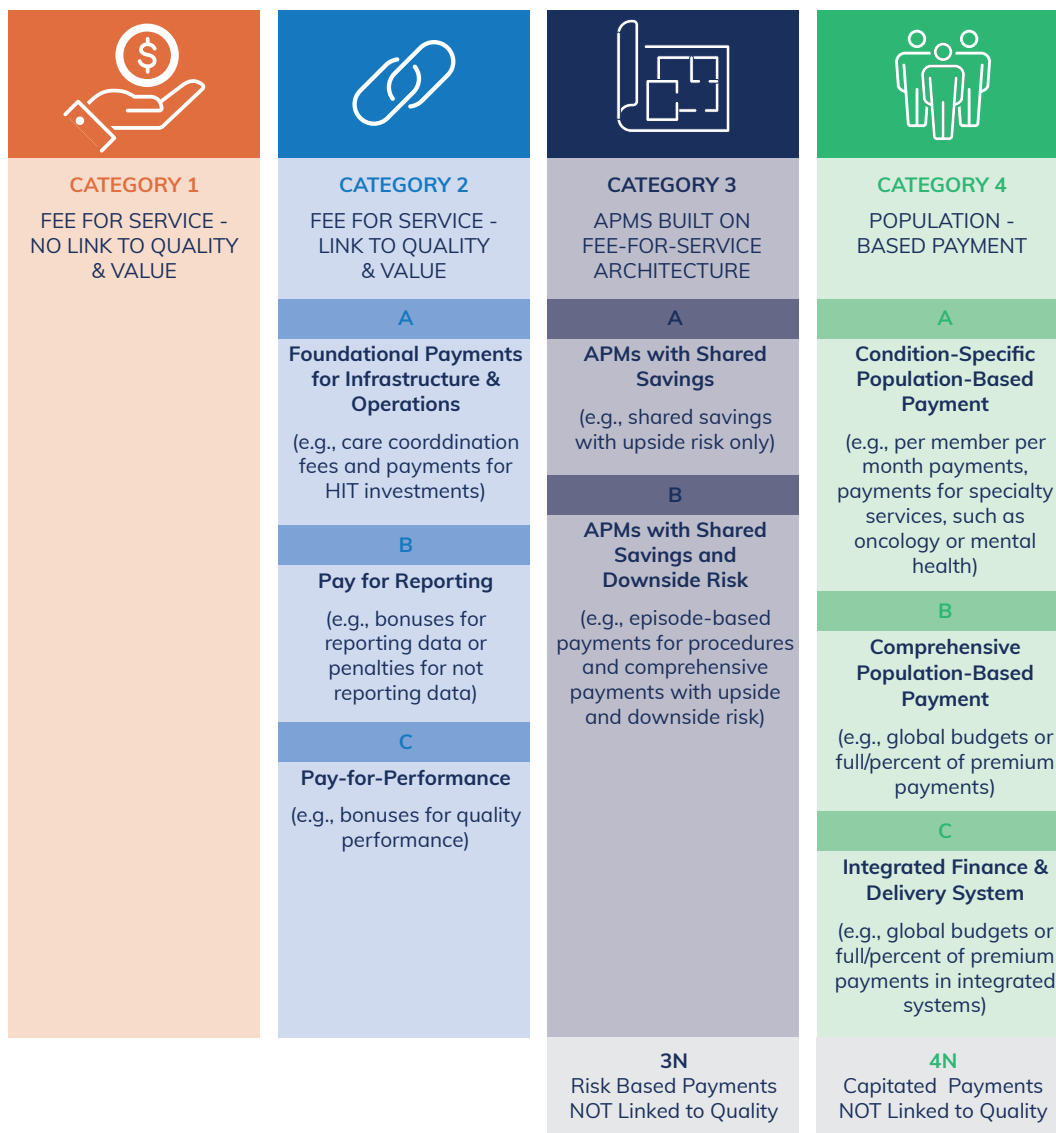 $
CATEGORY 1
FEE FOR SERVICE -
NO LINK TO QUALITY
& VALUE
CATEGORY 2
FEE FOR SERVICE -
LINK TO QUALITY
& VALUE
A
Foundational Payments
for Infrastructure &
Operations
(e.g., care coorddination
fees and payments for
HIT investments)
B
Pay for Reporting
(e.g., bonuses for
reporting data or
penalties for not
reporting data)
C
Pay-for-Performance
(e.g., bonuses for quality
performance)
CATEGORY 3
APMS BUILT ON
FEE-FOR-SERVICE
ARCHITECTURE
A
APMs with Shared
Savings
(e.g., shared savings
with upside risk only)
B
APMs with Shared
Savings and
Downside Risk
(e.g., episode-based
payments for procedures
and comprehensive
payments with upside
and downside risk)
3N
Risk Based Payments
NOT Linked to Quality
CATEGORY 4
POPULATION -
BASED PAYMENT
A
Condition-Specific
Population-Based
Payment
(e.g., per member per
month payments,
payments for specialty
services, such as
oncology or mental
health)
B
Comprehensive
Population-Based
Payment
(e.g., global budgets or
full/percent of premium
payments)
C
Integrated Finance &
Delivery System
(e.g., global budgets or
full/percent of premium
payments in integrated
systems)
4N
Capitated Payments
NOT Linked to Quality